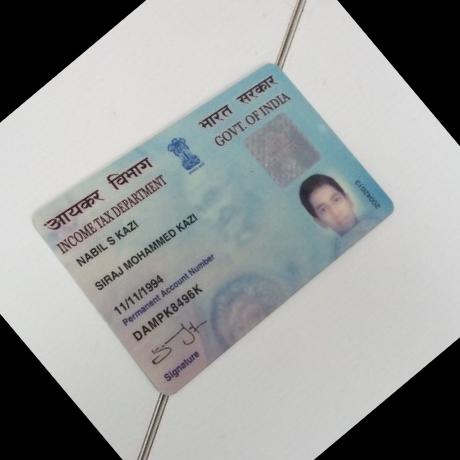 आयकर विभाग
INCOME TAX DEPARTMENT
भारत सरकार
GOVT. OF INDIA
NABIL S KAZI
SIRAJ MOHAMMED KAZI
11/11/1994
Permanent Account Number
DAMPK8496K
Signature
20042013